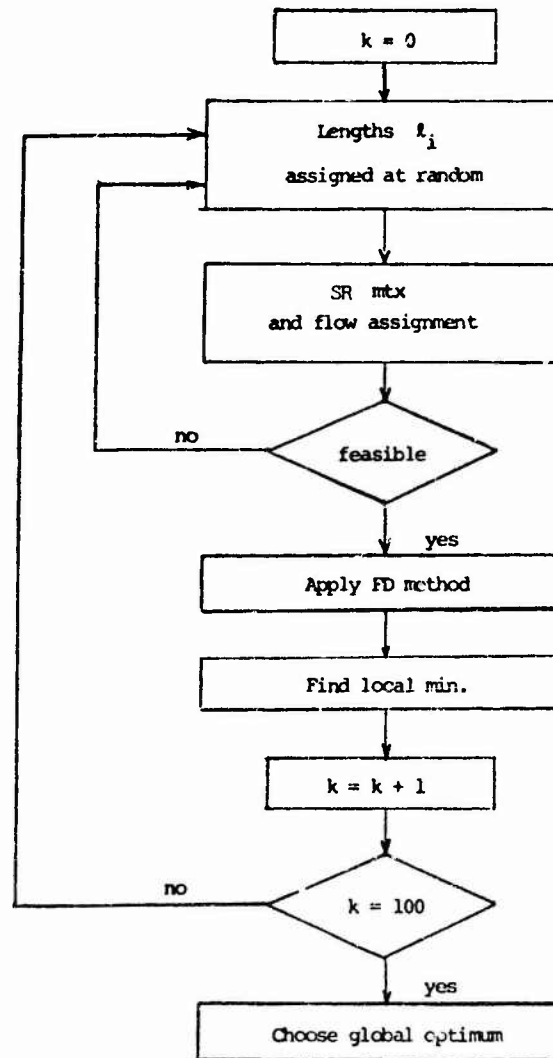 k = 0
Lengths ℓi
assigned at random
SR mtx
and flow assignment
no
feasible
yes
Apply FD method
Find local min.
k = k + 1
no
k = 100
yes
Choose global optimum